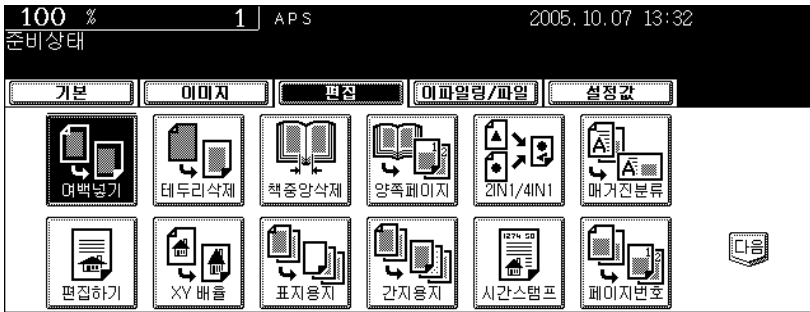 100 % 1 APS 2005.10.07 13:32
준비상태
기본 이미지 편집 이파일링/파일 설정값
여백넣기 테두리삭제 책중앙삭제 양쪽페이지 2IN1/4IN1 매거진분류
다음
편집하기 XY 배율 표지용지 간지용지 시간스탬프 페이지번호